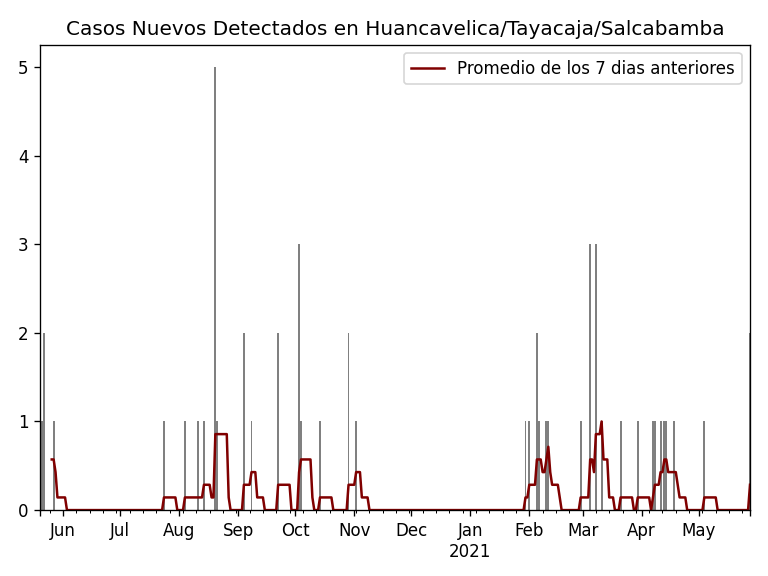 Casos Nuevos Detectados en Huancavelica/Tayacaja/Salcabamba
Promedio de los 7 dias anteriores
5
4
3
2
1
0
Jun Jul Aug Sep Oct Nov Dec Jan Feb Mar Apr May
2021